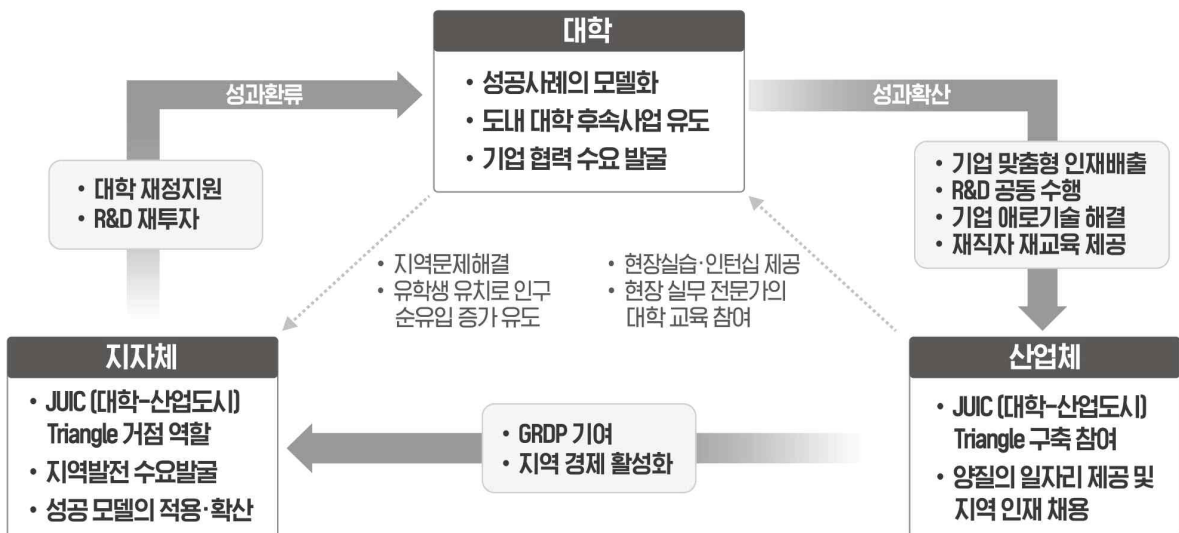 대학
• 성공사례의 모델화
• 도내 대학 후속사업 유도
• 기업 협력 수요 발굴
성과환류
성과확산
• 대학 재정지원
• R&D 재투자
• 기업 맞춤형 인재배출
• R&D 공동 수행
• 기업 애로기술 해결
• 재직자 재교육 제공
• 지역문제해결
• 유학생 유치로 인구
순유입 증가 유도
• 현장실습·인턴십 제공
• 현장 실무 전문가의
대학 교육 참여
지자체
• JUIC (대학-산업도시)
Triangle 거점 역할
• 지역발전 수요발굴
• 성공 모델의 적용·확산
• GRDP 기여
• 지역 경제 활성화
산업체
• JUIC (대학-산업도시)
Triangle 구축 참여
• 양질의 일자리 제공 및
지역 인재 채용